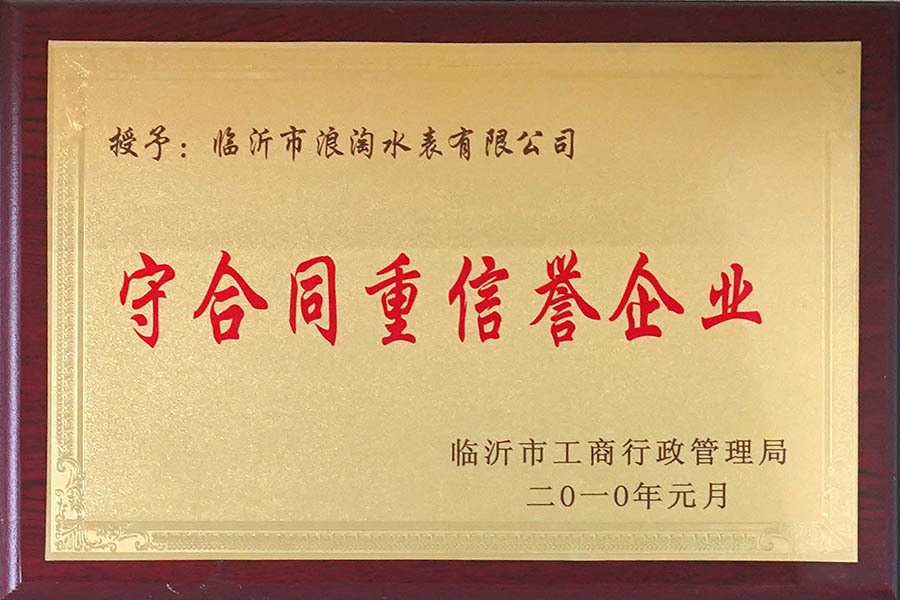 授予：临沂市浪淘水表有限公司
守合同重信誉企业
临沂市工商行政管理局
二0一0年元月